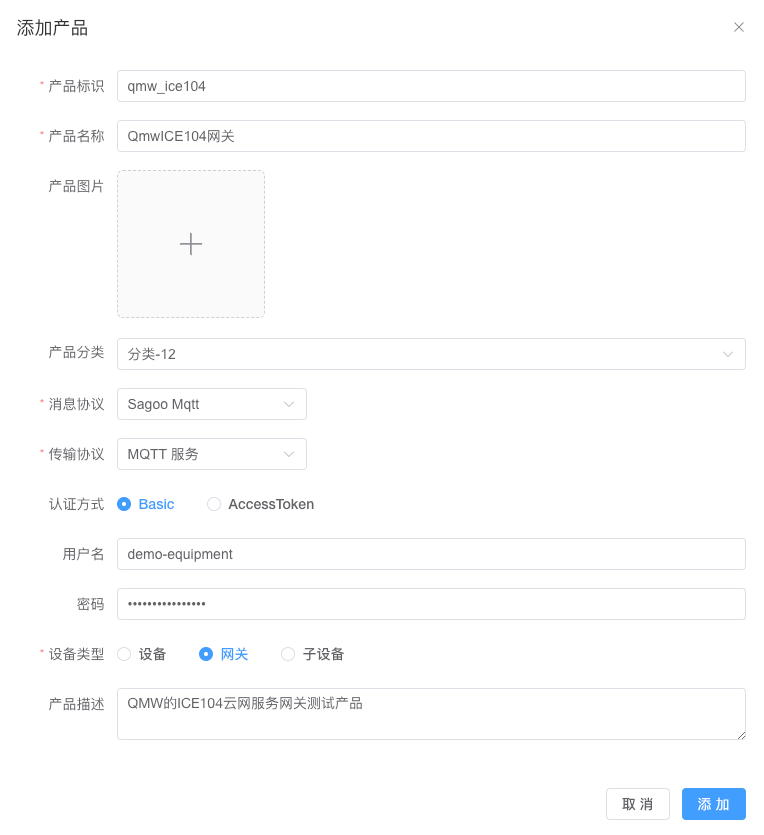 添加产品
* 产品标识 qmw_ice104
* 产品名称 QmwICE104网关
产品图片
产品分类 分类-12
* 消息协议 Sagoo Mqtt
* 传输协议 MQTT 服务
认证方式 Basic AccessToken
用户名 demo-equipment
密码 ••••••••••••••••
* 设备类型 设备 网关 子设备
产品描述 QMW的ICE104云网服务网关测试产品
取 消 添 加